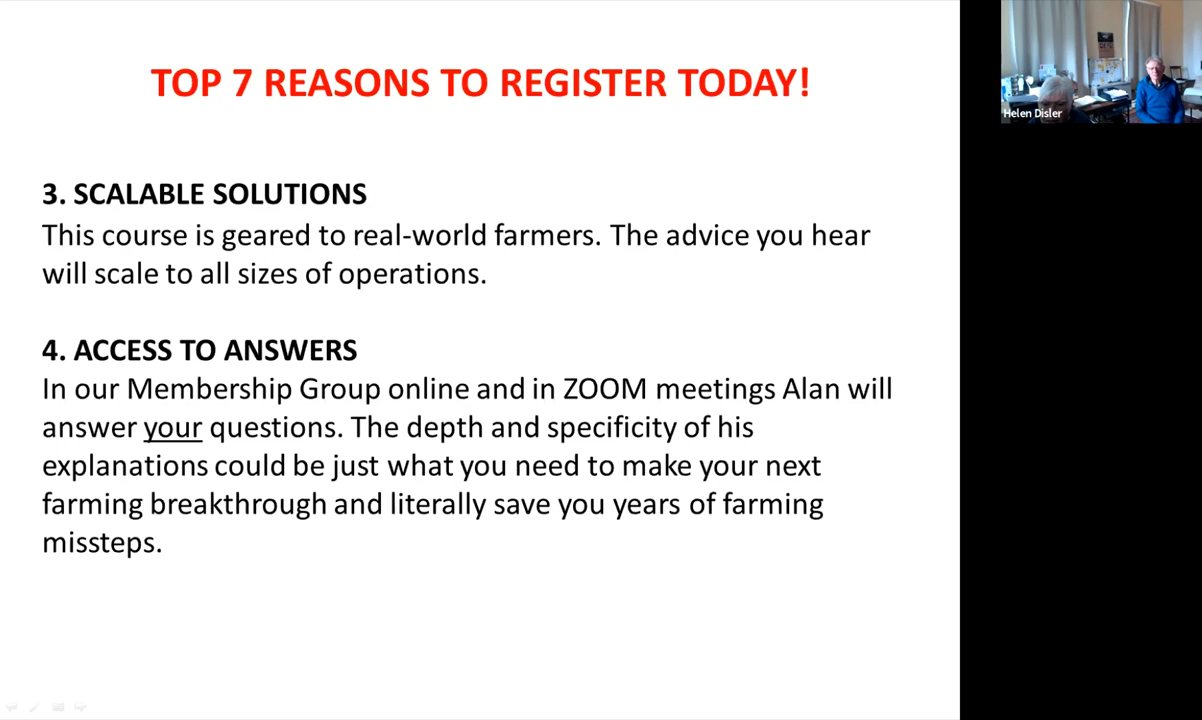 TOP 7 REASONS TO REGISTER TODAY!
3. SCALABLE SOLUTIONS
This course is geared to real-world farmers. The advice you hear
will scale to all sizes of operations.
4. ACCESS TO ANSWERS
In our Membership Group online and in ZOOM meetings Alan will
answer your questions. The depth and specificity of his
explanations could be just what you need to make your next
farming breakthrough and literally save you years of farming
missteps.
Helen Disler